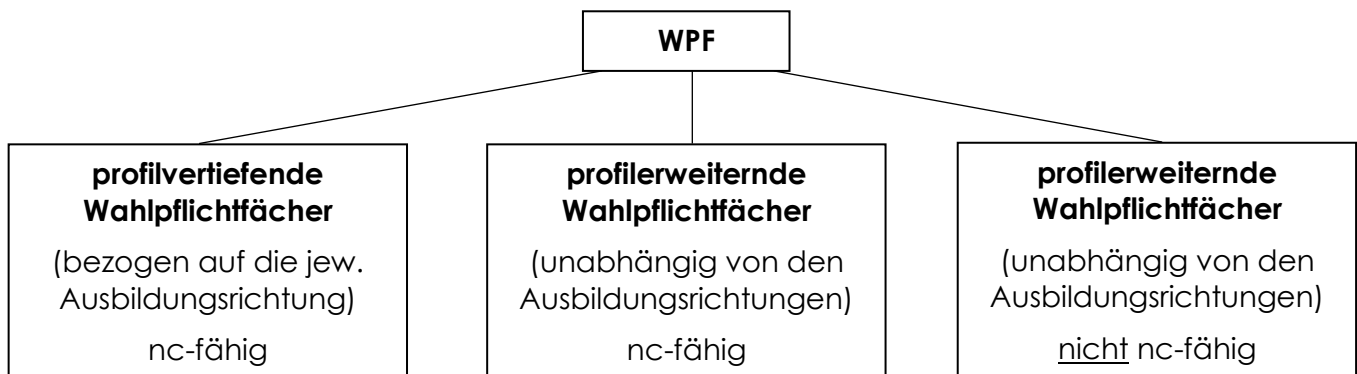 WPF
profilvertiefende
Wahlpflichtfächer
(bezogen auf die jew.
Ausbildungsrichtung)
nc-fähig
profilerweiternde
Wahlpflichtfächer
(unabhängig von den
Ausbildungsrichtungen)
nc-fähig
profilerweiternde
Wahlpflichtfächer
(unabhängig von den
Ausbildungsrichtungen)
nicht nc-fähig